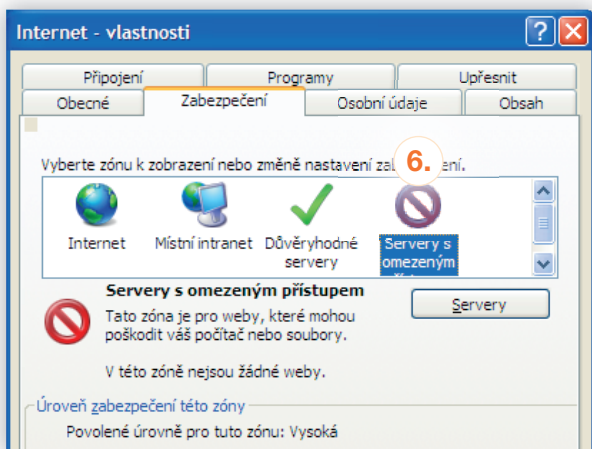 Internet - vlastnosti
Připojení Programy Upřesnit
Obecné Zabezpečení Osobní údaje Obsah
Vyberte zónu k zobrazení nebo změně nastavení za ení.
6.
Internet Místní intranet Důvěryhodné servery Servery s omezeným
Servery s omezeným přístupem
Servery
Tato zóna je pro weby, které mohou
poškodit váš počítač nebo soubory.
V této zóně nejsou žádné weby.
Úroveň zabezpečení této zóny
Povolené úrovně pro tuto zónu: Vysoká